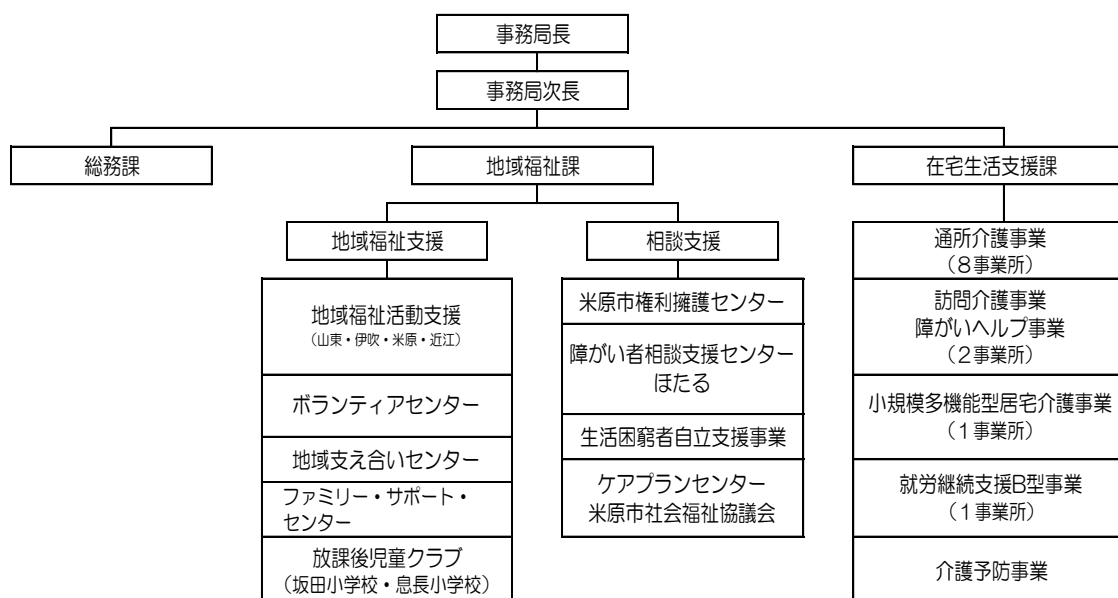 事務局長
事務局次長
総務課
地域福祉課
在宅生活支援課
地域福祉支援
相談支援
地域福祉活動支援
（山東・伊吹・米原・近江）
ボランティアセンター
地域支え合いセンター
ファミリー・サポート・
センター
放課後児童クラブ
（坂田小学校・息長小学校）
米原市権利擁護センター
障がい者相談支援センター
ほたる
生活困窮者自立支援事業
ケアプランセンター
米原市社会福祉協議会
通所介護事業
（８事業所）
訪問介護事業
障がいヘルプ事業
（２事業所）
小規模多機能型居宅介護事業
（１事業所）
就労継続支援B型事業
（１事業所）
介護予防事業